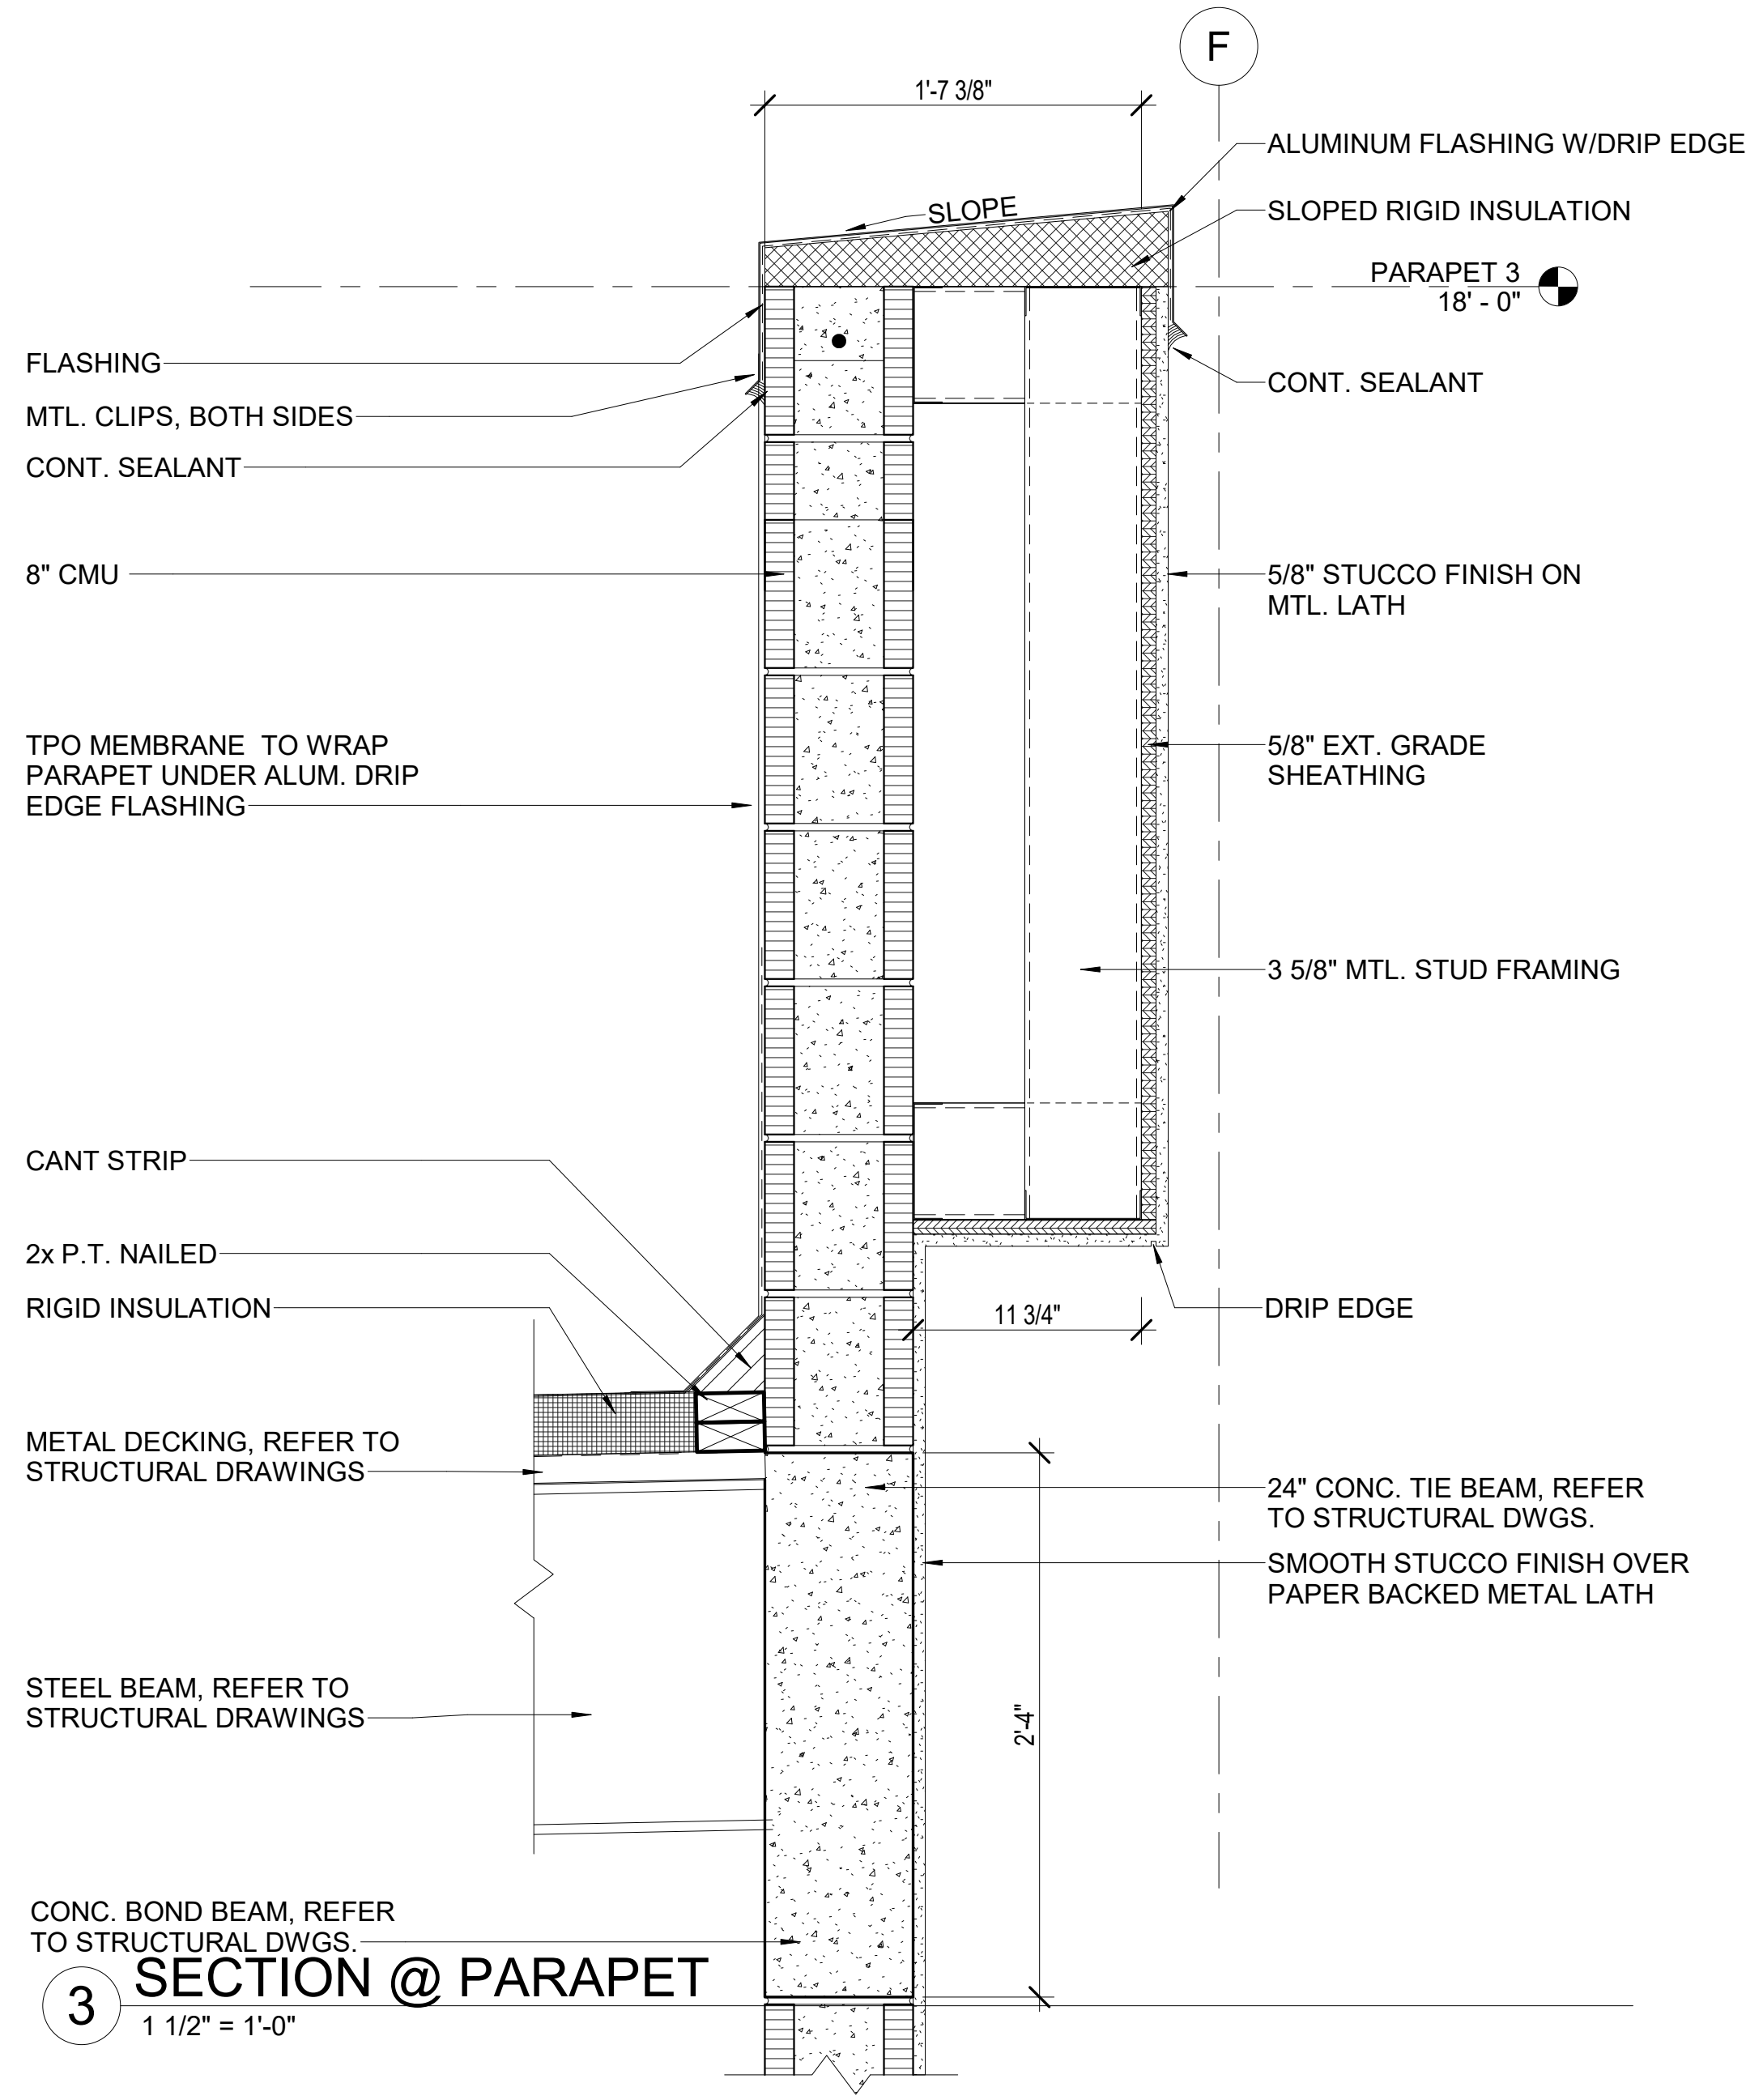 F
1'-7 3/8"
ALUMINUM FLASHING W/DRIP EDGE
SLOPE
SLOPED RIGID INSULATION
PARAPET 3
18' - 0"
FLASHING
MTL. CLIPS, BOTH SIDES
CONT. SEALANT
CONT. SEALANT
8" CMU
5/8" STUCCO FINISH ON
MTL. LATH
TPO MEMBRANE TO WRAP
PARAPET UNDER ALUM. DRIP
EDGE FLASHING
5/8" EXT. GRADE
SHEATHING
3 5/8" MTL. STUD FRAMING
CANT STRIP
2x P.T. NAILED
RIGID INSULATION
11 3/4"
DRIP EDGE
METAL DECKING, REFER TO
STRUCTURAL DRAWINGS
24" CONC. TIE BEAM, REFER
TO STRUCTURAL DWGS.
SMOOTH STUCCO FINISH OVER
PAPER BACKED METAL LATH
STEEL BEAM, REFER TO
STRUCTURAL DRAWINGS
2'-4"
CONC. BOND BEAM, REFER
TO STRUCTURAL DWGS.
3
SECTION @ PARAPET
1 1/2" = 1'-0"